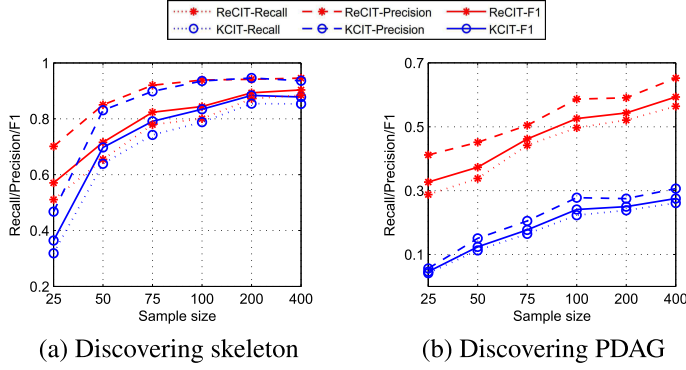 ReCIT-Recall ReCIT-Precision ReCIT-F1
KCIT-Recall KCIT-Precision KCIT-F1
Recall/Precision/F1
1
0.8
0.6
0.4
0.2
25 50 75 100 200 400
Sample size
(a) Discovering skeleton
Recall/Precision/F1
0.7
0.5
0.3
0.1
25 50 75 100 200 400
Sample size
(b) Discovering PDAG